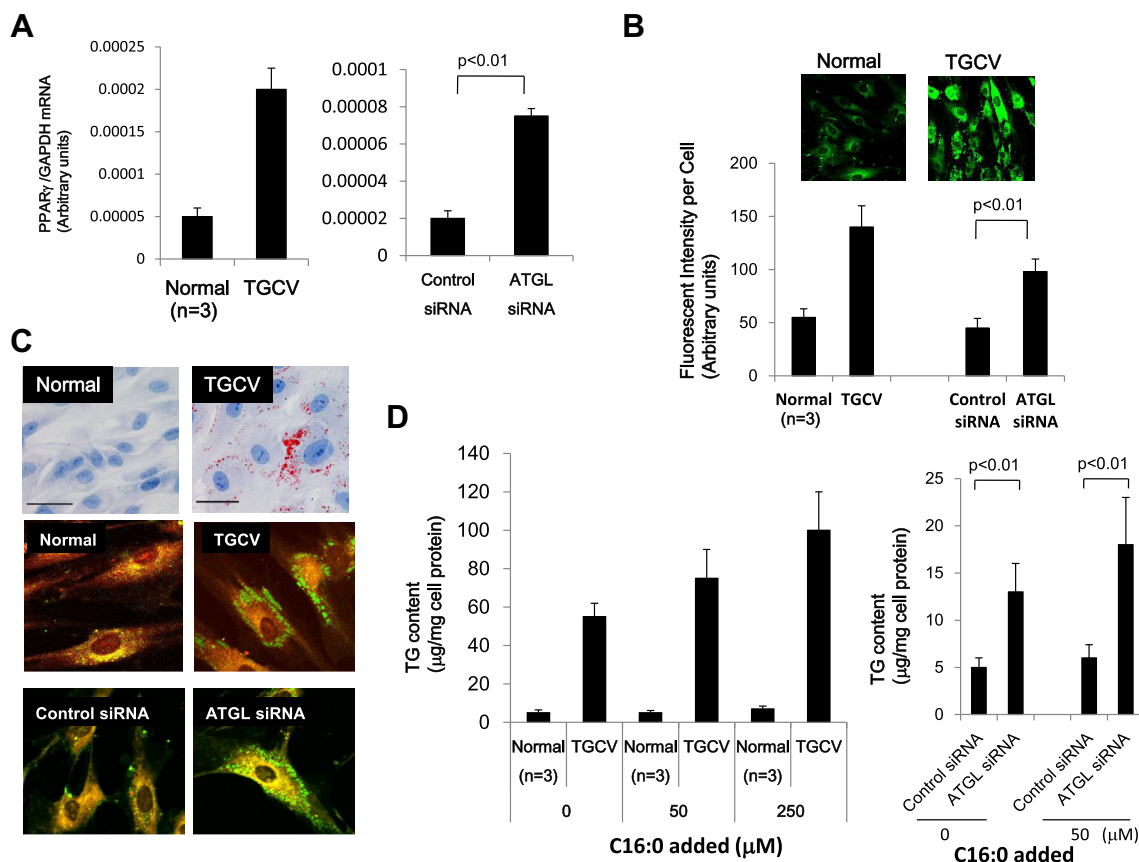 A
PPARγ/GAPDH mRNA
(Arbitrary units)
0.00025
0.0002
0.00015
0.0001
0.00005
0
Normal
(n=3)
TGCV
0.0001
0.00008
0.00006
0.00004
0.00002
0
p<0.01
Control
siRNA
ATGL
siRNA
B
Normal
TGCV
Fluorescent Intensity per Cell
(Arbitrary units)
200
150
100
50
0
p<0.01
Normal
(n=3)
TGCV
Control
siRNA
ATGL
siRNA
C
Normal
TGCV
Normal
TGCV
Control siRNA
ATGL siRNA
D
TG content
(μg/mg cell protein)
140
120
100
80
60
40
20
0
Normal
(n=3)
TGCV
Normal
(n=3)
TGCV
Normal
(n=3)
TGCV
0
50
250
C16:0 added (μM)
TG content
(μg/mg cell protein)
25
20
15
10
5
0
p<0.01
p<0.01
Control siRNA
ATGL siRNA
Control siRNA
ATGL siRNA
0
50 (μM)
C16:0 added